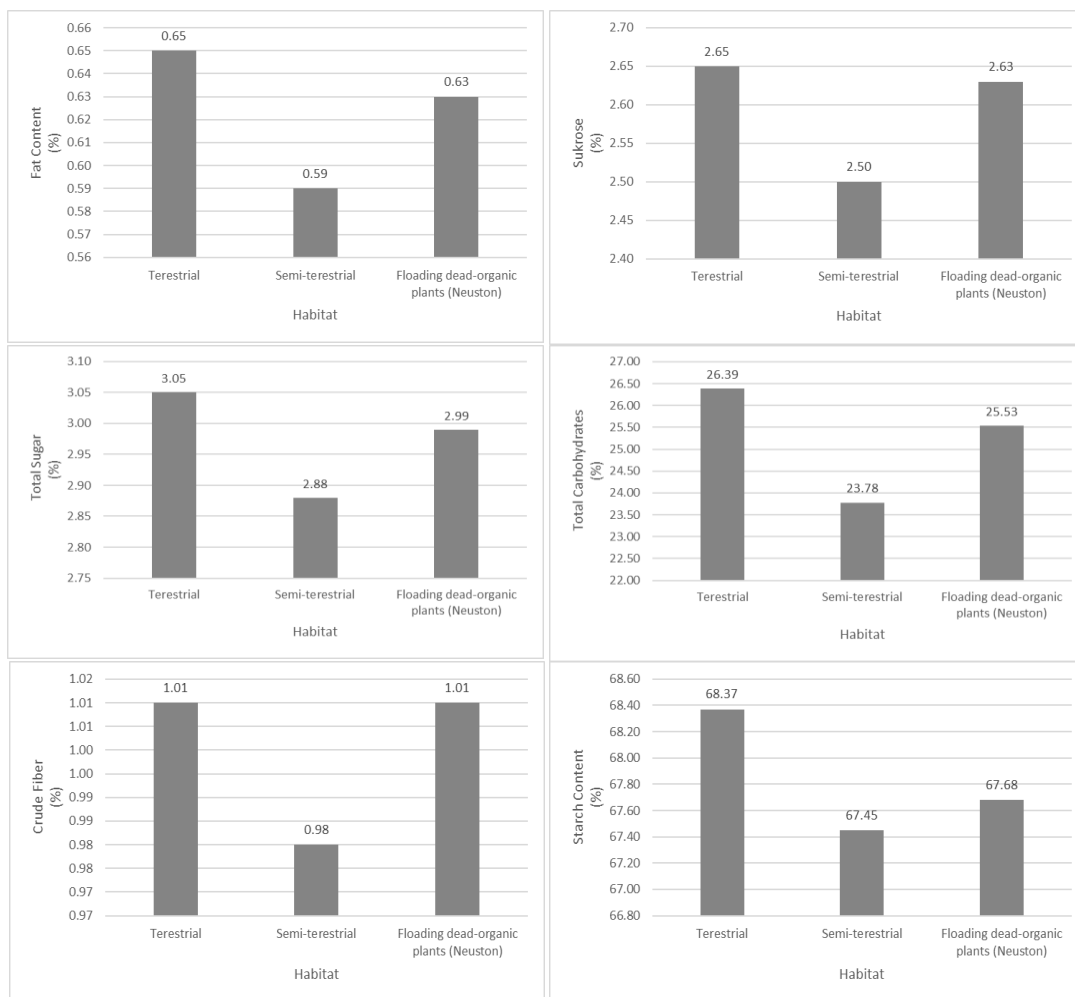 0.66
0.65
0.64
0.63
0.62
0.61
0.60
0.59
0.58
0.57
0.56
Fat Content
(%)
0.65
0.59
0.63
Terestrial
Semi-terestrial
Floading dead-organic
plants (Neuston)
Habitat
2.70
2.65
2.60
2.55
2.50
2.45
2.40
Sukrose
(%)
2.65
2.50
2.63
Terestrial
Semi-terestrial
Floading dead-organic
plants (Neuston)
Habitat
3.10
3.05
3.00
2.95
2.90
2.85
2.80
2.75
Total Sugar
(%)
3.05
2.88
2.99
Terestrial
Semi-terestrial
Floading dead-organic
plants (Neuston)
Habitat
27.00
26.50
26.00
25.50
25.00
24.50
24.00
23.50
23.00
22.50
22.00
Total Carbohydrates
(%)
26.39
23.78
25.53
Terestrial
Semi-terestrial
Floading dead-organic
plants (Neuston)
Habitat
1.02
1.01
1.01
1.00
1.00
0.99
0.99
0.98
0.98
0.97
0.97
Crude Fiber
(%)
1.01
0.98
1.01
Terestrial
Semi-terestrial
Floading dead-organic
plants (Neuston)
Habitat
68.60
68.40
68.20
68.00
67.80
67.60
67.40
67.20
67.00
66.80
Starch Content
(%)
68.37
67.45
67.68
Terestrial
Semi-terestrial
Floading dead-organic
plants (Neuston)
Habitat